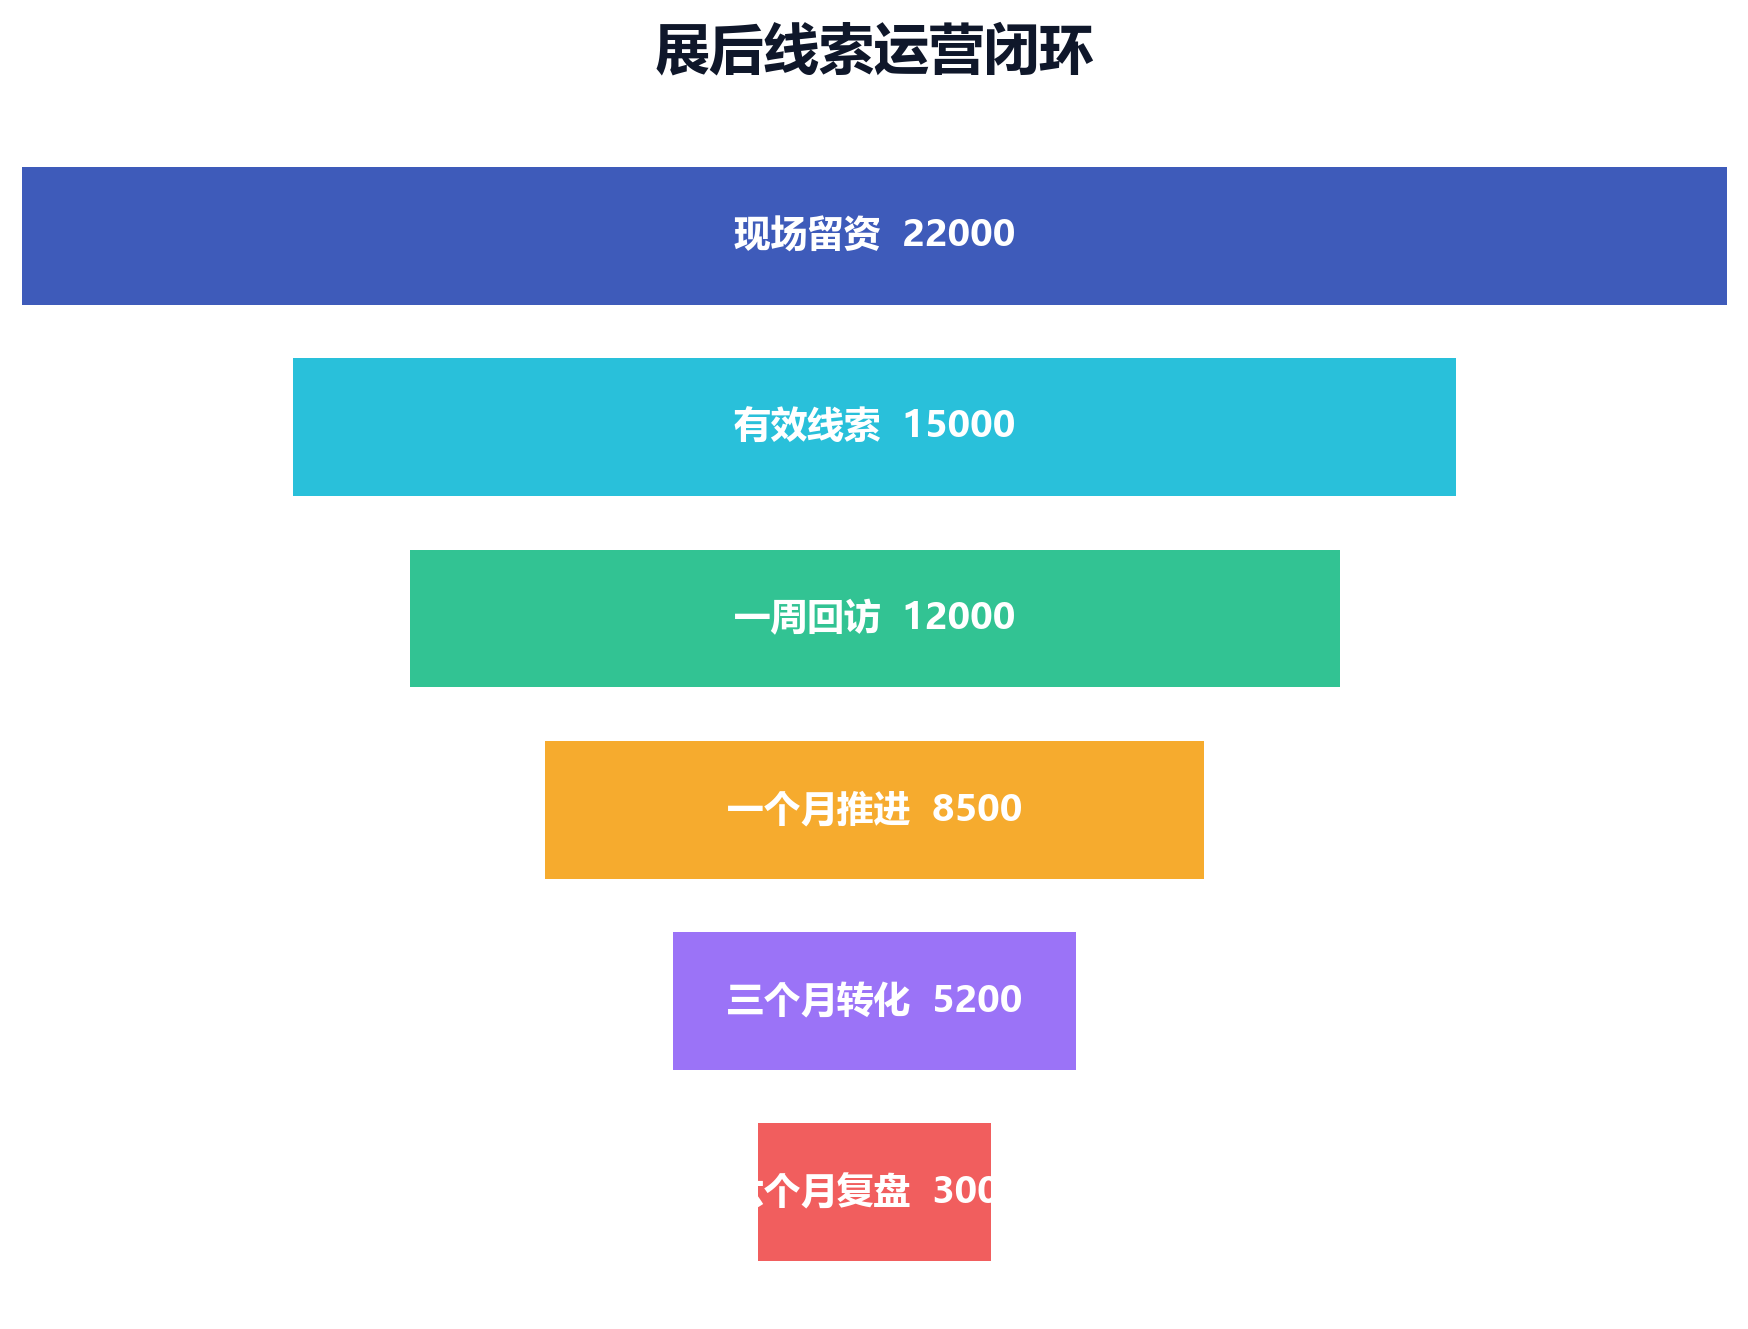 展后线索运营闭环
现场留资 22000
有效线索 15000
一周回访 12000
一个月推进 8500
三个月转化 5200
个月复盘 300